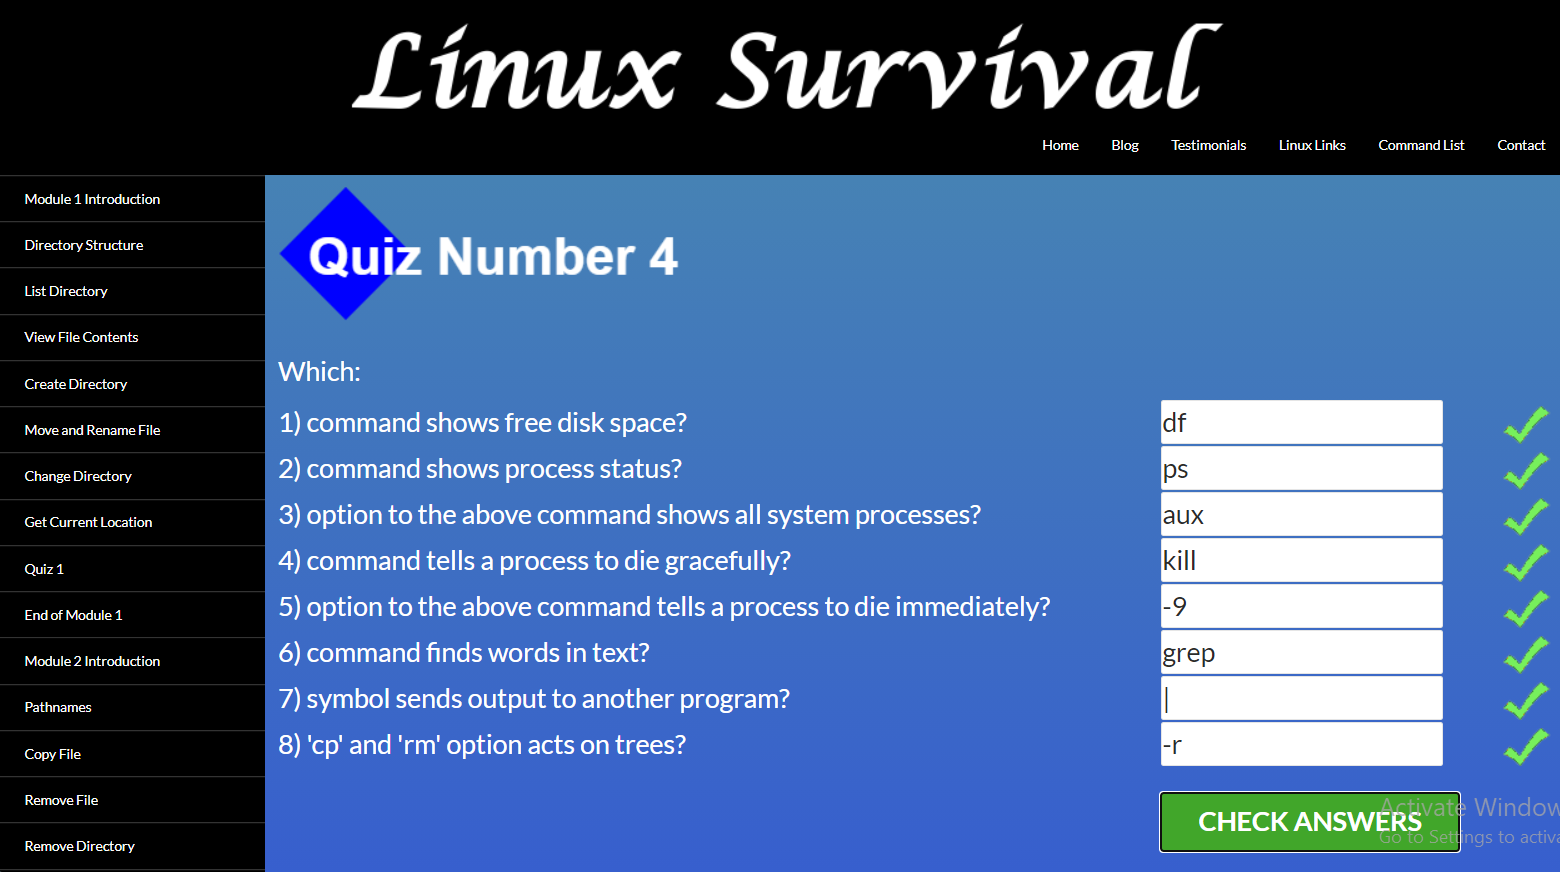 Linux Survival
Home Blog Testimonials Linux Links Command List Contact
Module 1 Introduction
Directory Structure
List Directory
View File Contents
Create Directory
Move and Rename File
Change Directory
Get Current Location
Quiz 1
End of Module 1
Module 2 Introduction
Pathnames
Copy File
Remove File
Remove Directory
Quiz Number 4
Which:
1) command shows free disk space? df
2) command shows process status? ps
3) option to the above command shows all system processes? aux
4) command tells a process to die gracefully? kill
5) option to the above command tells a process to die immediately? -9
6) command finds words in text? grep
7) symbol sends output to another program? |
8) 'cp' and 'rm' option acts on trees? -r
CHECK ANSWERS
Activate Window
Go to Settings to activa